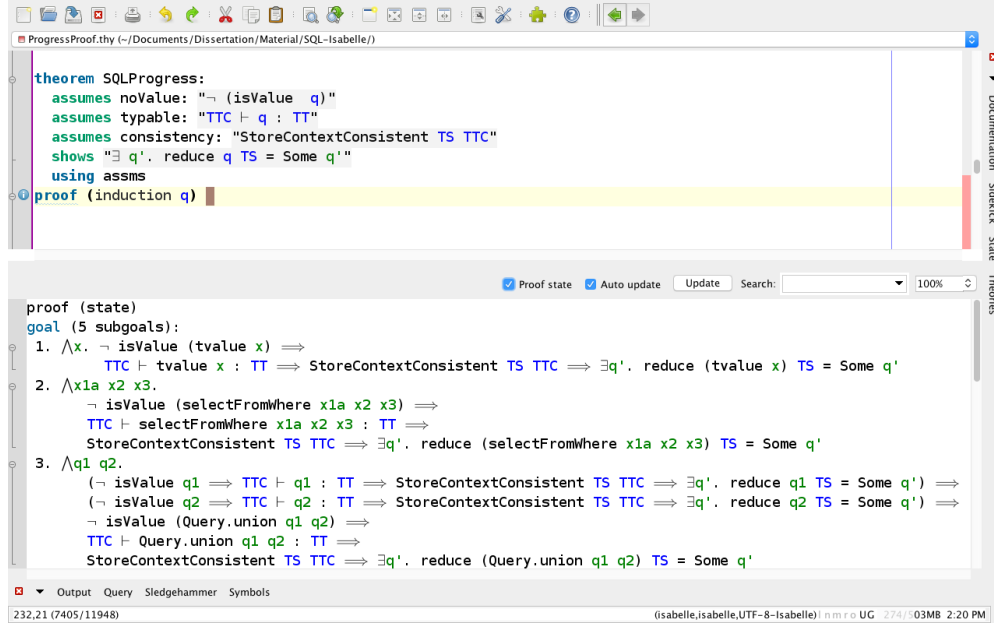 ProgressProof.thy (~/Documents/Dissertation/Material/SQL-Isabelle/)
theorem SQLProgress:
assumes noValue: "¬ (isValue  q)"
assumes typable: "TTC ⊢ q : TT"
assumes consistency: "StoreContextConsistent TS TTC"
shows "∃ q'. reduce q TS = Some q'"
using assms
proof (induction q)
Documentation
Sidekick
State
Theories
Proof state Auto update Update Search: 100%
proof (state)
goal (5 subgoals):
1. ⋀x. ¬ isValue (tvalue x) ⟹
TTC ⊢ tvalue x : TT ⟹ StoreContextConsistent TS TTC ⟹ ∃q'. reduce (tvalue x) TS = Some q'
2. ⋀x1a x2 x3.
¬ isValue (selectFromWhere x1a x2 x3) ⟹
TTC ⊢ selectFromWhere x1a x2 x3 : TT ⟹
StoreContextConsistent TS TTC ⟹ ∃q'. reduce (selectFromWhere x1a x2 x3) TS = Some q'
3. ⋀q1 q2.
(¬ isValue q1 ⟹ TTC ⊢ q1 : TT ⟹ StoreContextConsistent TS TTC ⟹ ∃q'. reduce q1 TS = Some q') ⟹
(¬ isValue q2 ⟹ TTC ⊢ q2 : TT ⟹ StoreContextConsistent TS TTC ⟹ ∃q'. reduce q2 TS = Some q') ⟹
¬ isValue (Query.union q1 q2) ⟹
TTC ⊢ Query.union q1 q2 : TT ⟹
StoreContextConsistent TS TTC ⟹ ∃q'. reduce (Query.union q1 q2) TS = Some q'
Output Query Sledgehammer Symbols
232,21 (7405/11948) (isabelle,isabelle,UTF-8-Isabelle) n m r o UG 274/503MB 2:20 PM